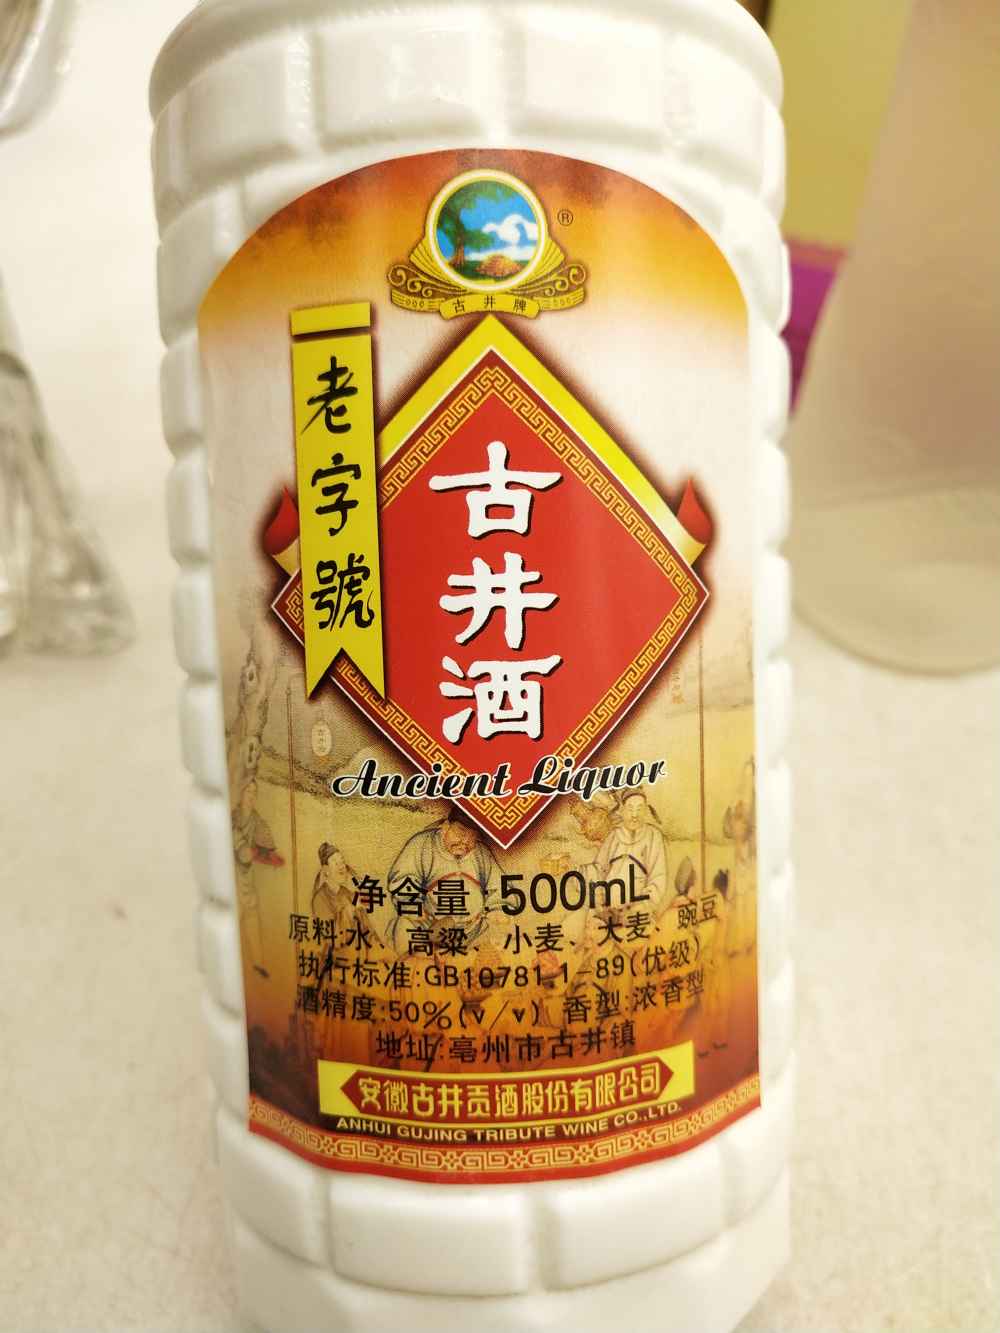 ®
古井牌
老字號
古井酒
Ancient Liquor
净含量:500mL
原料:水、高粱、小麦、大麦、豌豆
执行标准:GB10781.1-89(优级)
酒精度:50%(v/v) 香型:浓香型
地址:亳州市古井镇
安徽古井贡酒股份有限公司
ANHUI GUJING TRIBUTE WINE CO.,LTD.